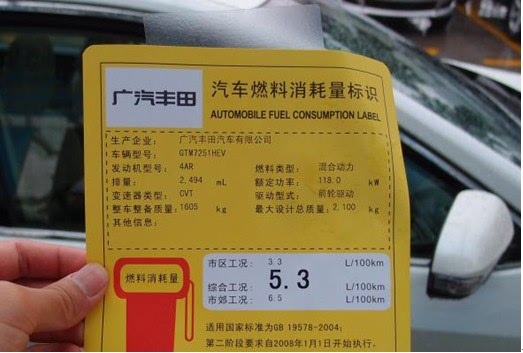 广汽丰田 汽车燃料消耗量标识
AUTOMOBILE FUEL CONSUMPTION LABEL
生产企业： 广汽丰田汽车有限公司
车辆型号： GTM7251HEV
发动机型号： 4AR 燃料类型： 混合动力
排量： 2.494 mL 额定功率： 118.0 kW
变速器类型： CVT 驱动型式： 前轮驱动
整车整备质量： 1605 kg 最大设计总质量： 2,100 kg
其他信息：
燃料消耗量
市区工况： 3.3 L/100km
综合工况： 5.3 L/100km
市郊工况： 6.5 L/100km
适用国家标准为GB 19578-2004;
第二阶段要求自2008年1月1日开始执行。